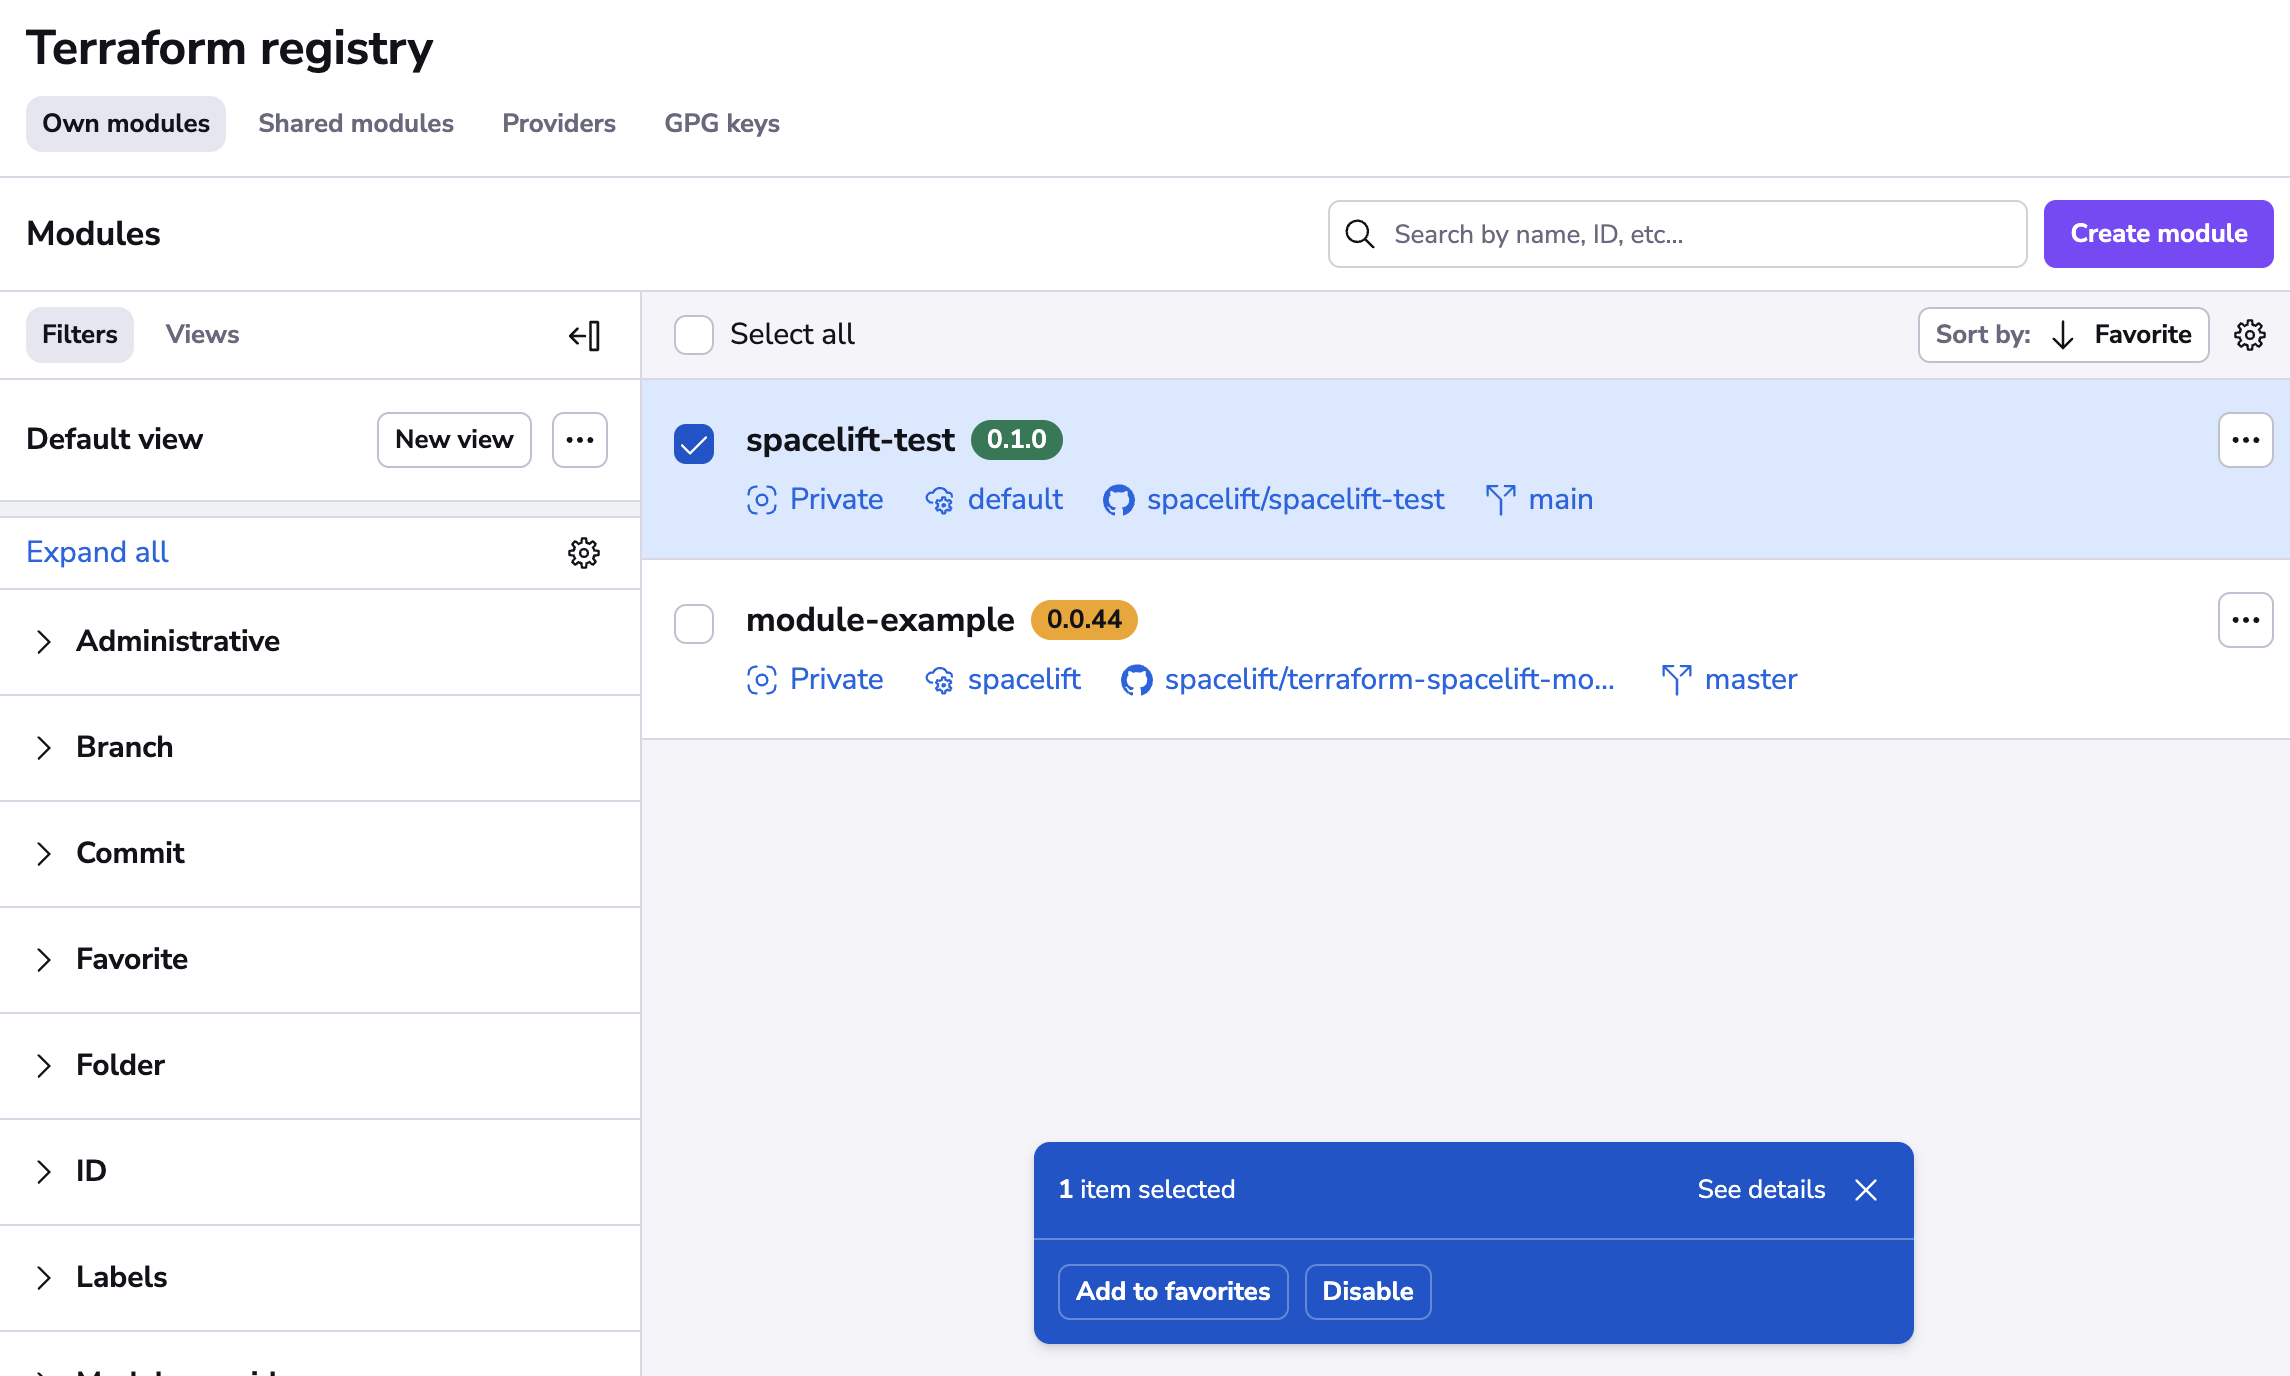 Terraform registry
Own modules Shared modules Providers GPG keys
Modules
Search by name, ID, etc...
Create module
Filters Views
Default view
New view
Expand all
Administrative
Branch
Commit
Favorite
Folder
ID
Labels
Select all
Sort by: Favorite
spacelift-test 0.1.0
Private default spacelift/spacelift-test main
module-example 0.0.44
Private spacelift spacelift/terraform-spacelift-mo... master
1 item selected
See details
Add to favorites Disable